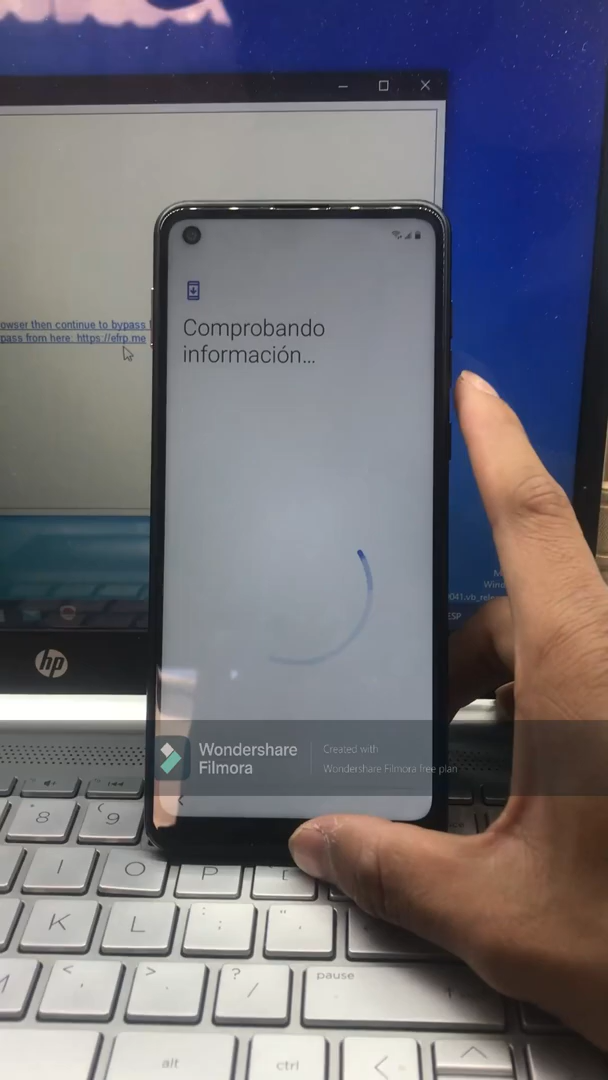 owser then continue to bypass
pass from here: https://efrp.me
Comprobando
información...
hp
Wondershare
Filmora
Created with
Wondershare Filmora free plan
ESP
8
9
I
O
P
[
K
L
:
;
"
<
,
>
.
?
/
pause
alt
ctrl
<